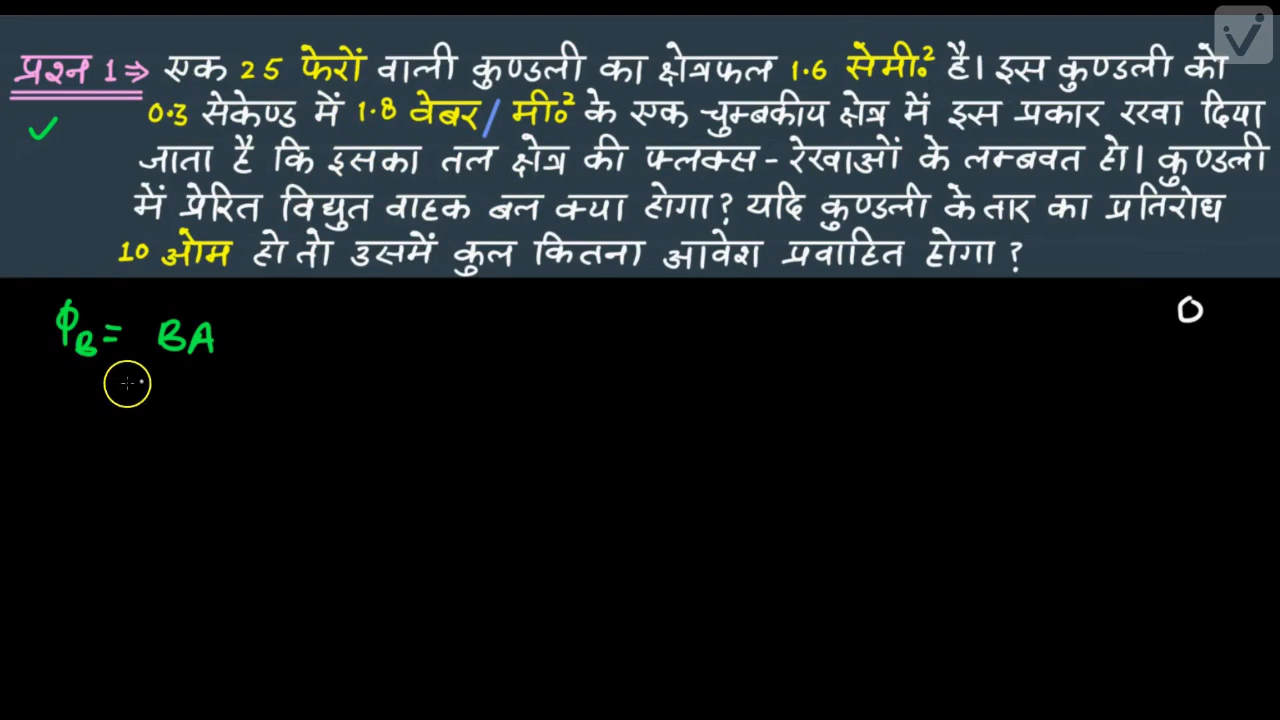 प्रश्न 1⇒ एक 25 फेरों वाली कुण्डली का क्षेत्रफल 1.6 सेमी०² है। इस कुण्डली को
0.3 सेकेण्ड में 1.8 वेबर/मी०² के एक चुम्बकीय क्षेत्र में इस प्रकार रखा दिया
जाता है कि इसका तल क्षेत्र की फ्लक्स-रेखाओं के लम्बवत हो। कुण्डली
में प्रेरित विद्युत वाहक बल क्या होगा? यदि कुण्डली के तार का प्रतिरोध
10 ओम हो तो उसमें कुल कितना आवेश प्रवाहित होगा?
ϕB = BA
0